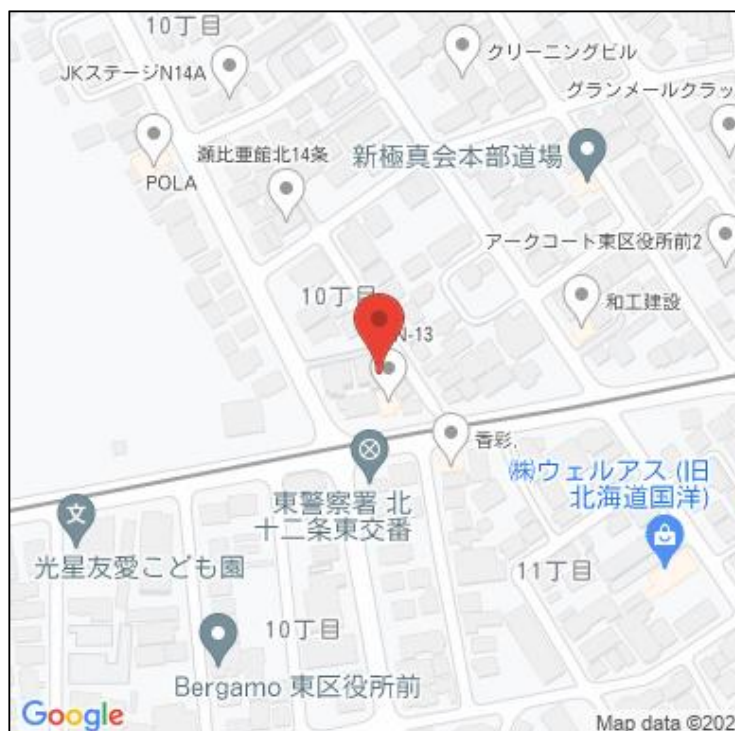 10丁目
クリーニングビル
JKステージN14A
グランメールクラッ
瀬比亜館北14条
新極真会本部道場
POLA
アークコート東区役所前2
10丁目
和工建設
N-13
香彩.
㈱ウェルアス (旧
北海道国洋)
東警察署 北
十二条東交番
光星友愛こども園
11丁目
10丁目
Bergamo 東区役所前
Google
Map data ©202